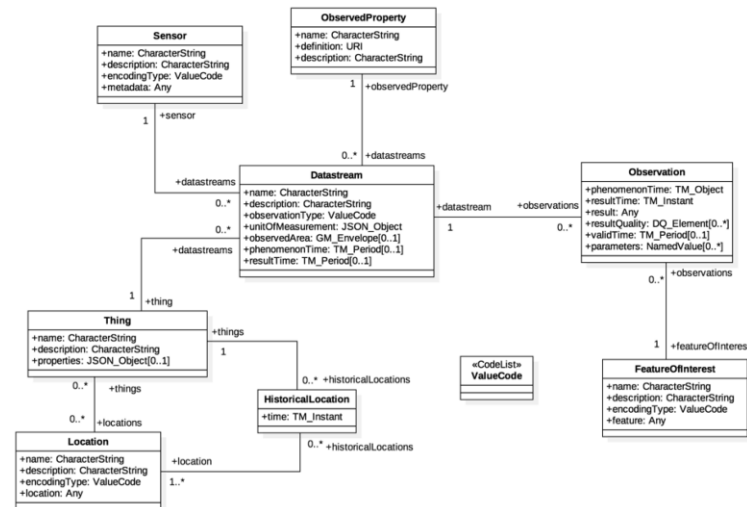 ObservedProperty
+name: CharacterString
+definition: URI
+description: CharacterString
Sensor
+name: CharacterString
+description: CharacterString
+encodingType: ValueCode
+metadata: Any
1
+observedProperty
1
+sensor
0..*
+datastreams
+datastreams
0..*
Datastream
+name: CharacterString
+description: CharacterString
+observationType: ValueCode
+unitOfMeasurement: JSON_Object
+observedArea: GM_Envelope[0..1]
+phenomenonTime: TM_Period[0..1]
+resultTime: TM_Period[0..1]
+datastream
1
+observations
0..*
Observation
+phenomenonTime: TM_Object
+resultTime: TM_Instant
+result: Any
+resultQuality: DQ_Element[0..*]
+validTime: TM_Period[0..1]
+parameters: NamedValue[0..*]
0..*
+datastreams
+observations
0..*
1
+thing
Thing
+name: CharacterString
+description: CharacterString
+properties: JSON_Object[0..1]
+things
1
1
+featureOfInterest
«CodeList»
ValueCode
FeatureOfInterest
+name: CharacterString
+description: CharacterString
+encodingType: ValueCode
+feature: Any
0..*
+historicalLocations
0..*
+things
HistoricalLocation
+time: TM_Instant
0..*
+locations
0..*
+historicalLocations
Location
+name: CharacterString
+description: CharacterString
+encodingType: ValueCode
+location: Any
+location
1..*